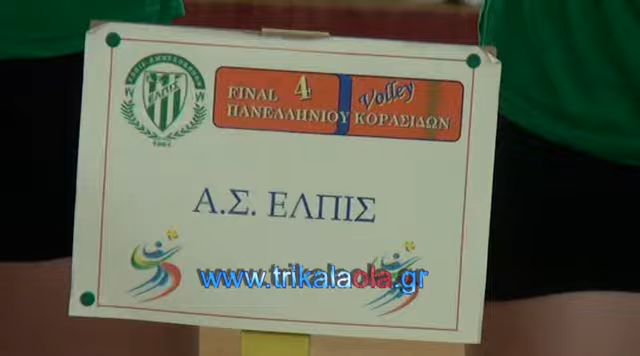 ΕΛΠΙΣ
FINAL 4 Volley
ΠΑΝΕΛΛΗΝΙΟΥ ΚΟΡΑΣΙΔΩΝ
Α.Σ. ΕΛΠΙΣ
www.trikalaola.gr